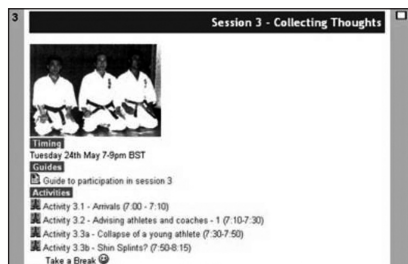 3
Session 3 - Collecting Thoughts
Timing
Tuesday 24th May 7-9pm BST
Guides
Guide to participation in session 3
Activities
Activity 3.1 - Arrivals (7:00 - 7:10)
Activity 3.2 - Advising athletes and coaches - 1 (7:10-7:30)
Activity 3.3a - Collapse of a young athlete (7:30-7:50)
Activity 3.3b - Shin Splints? (7:50-8:15)
Take a Break